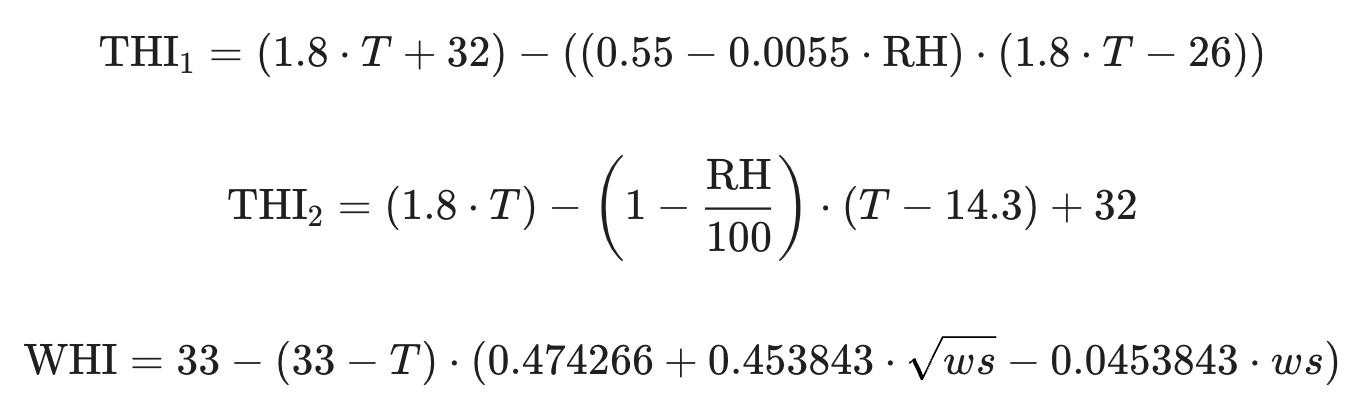 THI₁ = (1.8 · T + 32) − ((0.55 − 0.0055 · RH) · (1.8 · T − 26))
THI₂ = (1.8 · T) − (1 − RH/100) · (T − 14.3) + 32
WHI = 33 − (33 − T) · (0.474266 + 0.453843 · √ws − 0.0453843 · ws)